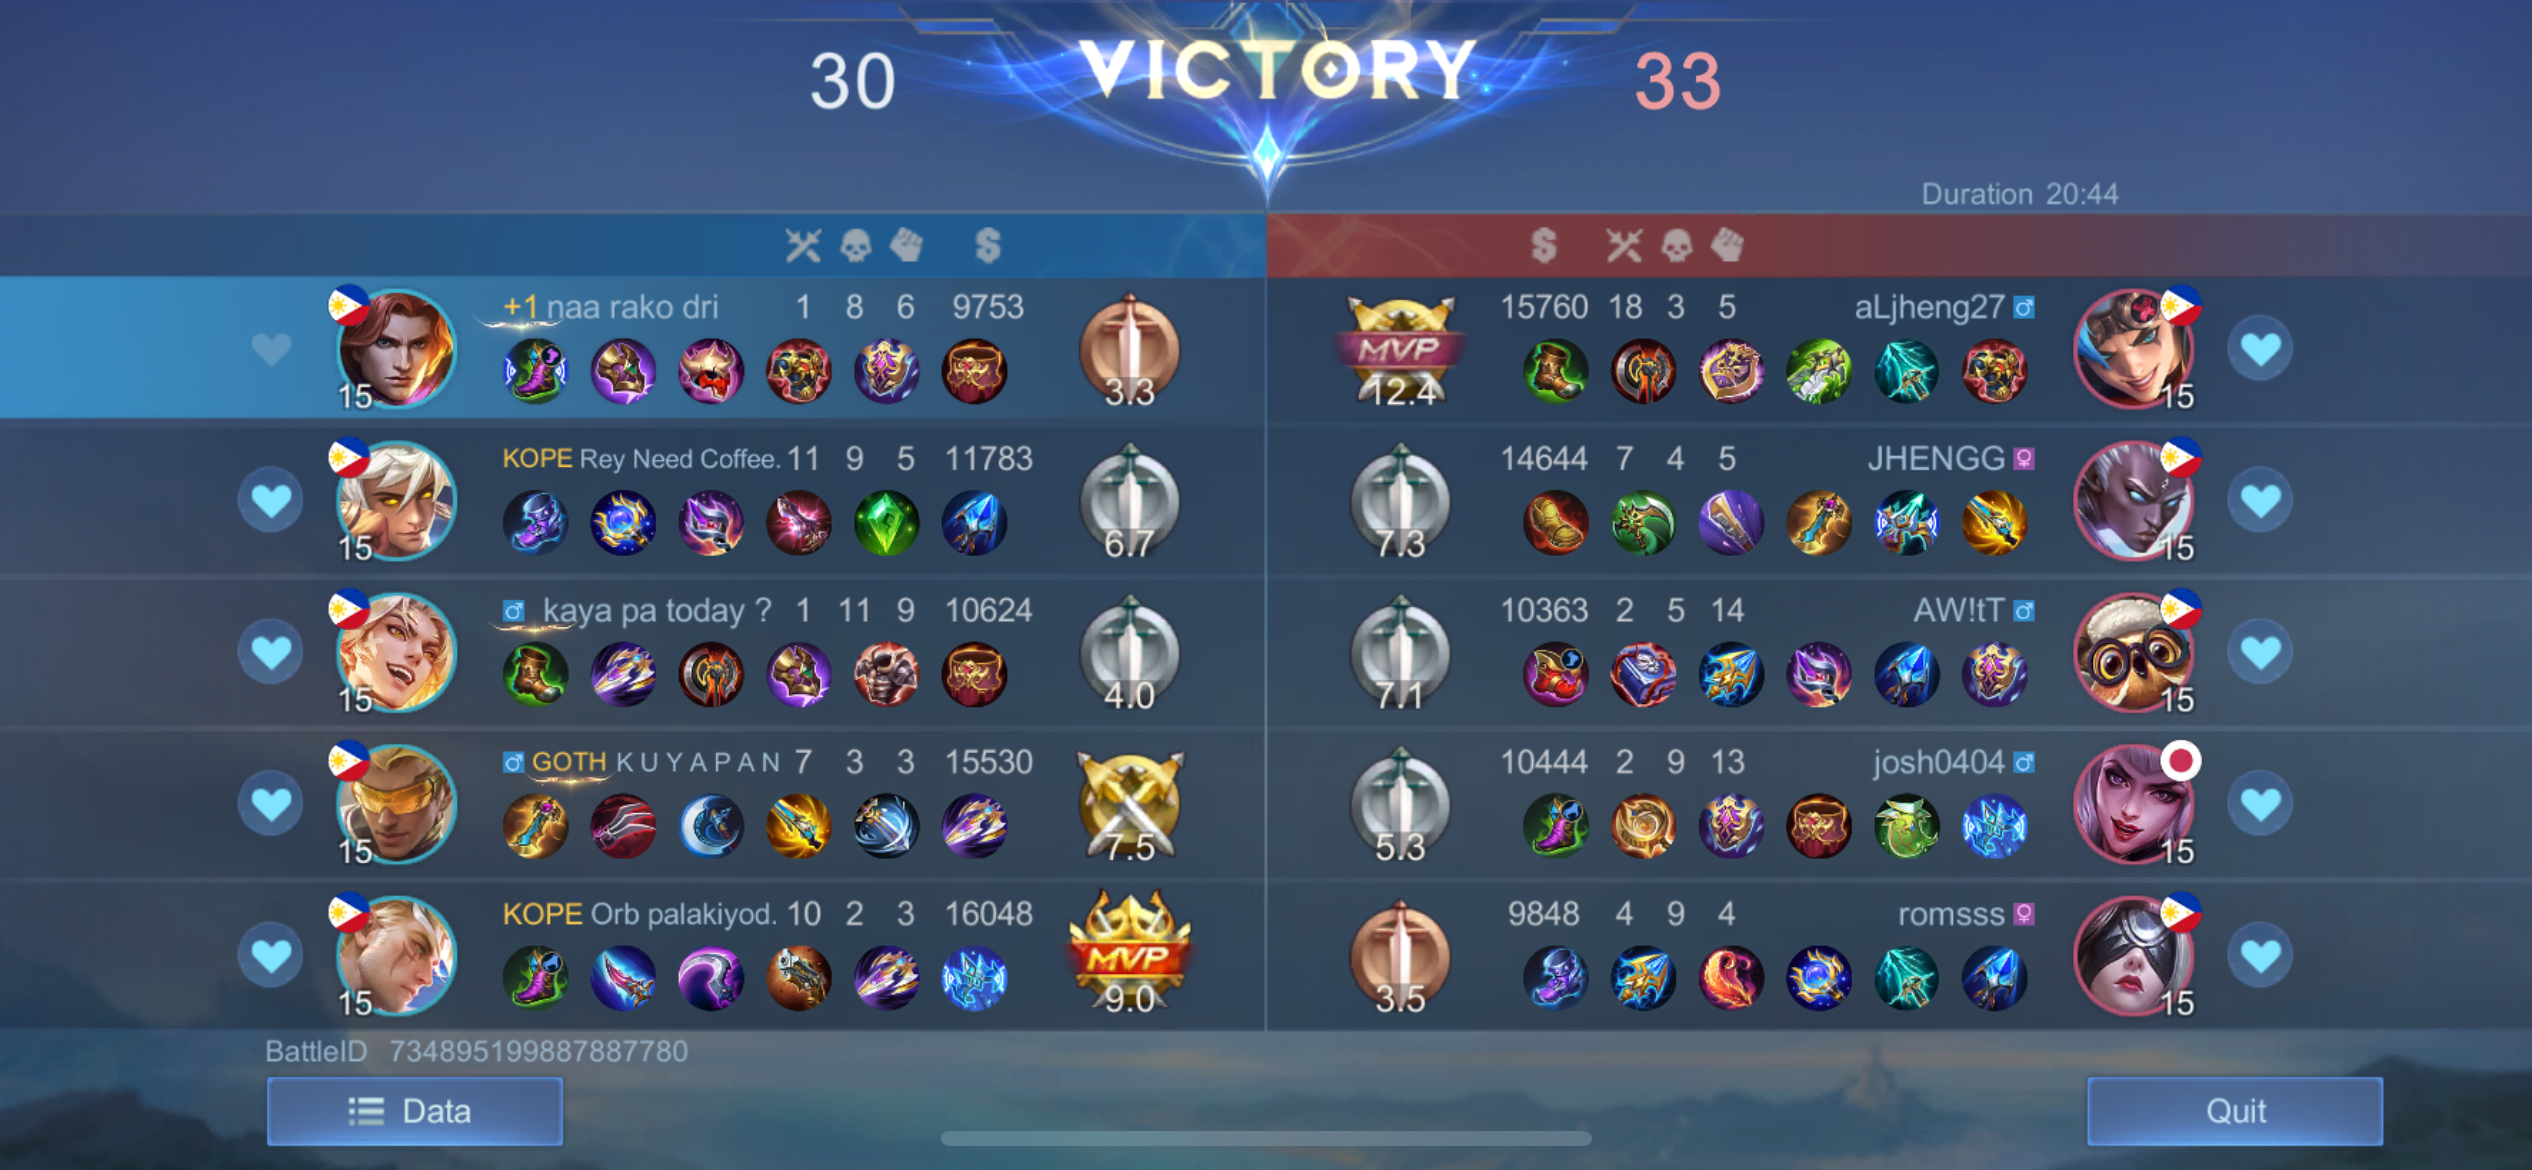 30 VICTORY 33
Duration 20:44
+1 naa rako dri 1 8 6 9753
15 3.3
MVP 12.4 15760 18 3 5 aLjheng27 15
KOPE Rey Need Coffee. 11 9 5 11783
15 6.7
7.3 14644 7 4 5 JHENGG 15
kaya pa today ? 1 11 9 10624
15 4.0
7.1 10363 2 5 14 AW!tT 15
GOTH K U Y A P A N 7 3 3 15530
15 7.5
5.3 10444 2 9 13 josh0404 15
KOPE Orb palakiyod. 10 2 3 16048
15 MVP 9.0
3.5 9848 4 9 4 romsss 15
BattleID 734895199887887780
Data
Quit